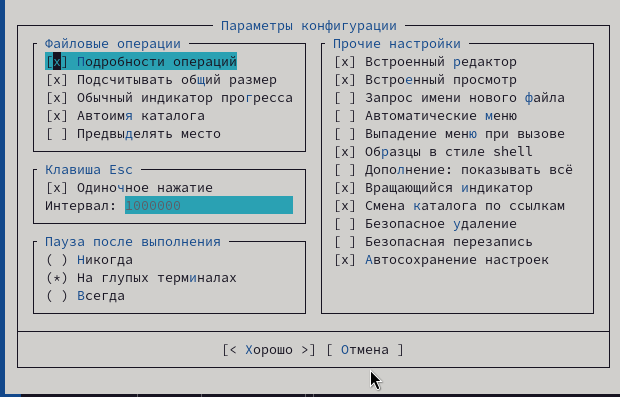 Параметры конфигурации
Файловые операции
[x] Подробности операций
[x] Подсчитывать общий размер
[x] Обычный индикатор прогресса
[x] Автоимя каталога
[ ] Предвыделять место
Клавиша Esc
[x] Одиночное нажатие
Интервал: 1000000
Пауза после выполнения
( ) Никогда
(*) На глупых терминалах
( ) Всегда
Прочие настройки
[x] Встроенный редактор
[x] Встроенный просмотр
[ ] Запрос имени нового файла
[ ] Автоматические меню
[ ] Выпадение меню при вызове
[x] Образцы в стиле shell
[ ] Дополнение: показывать всё
[x] Вращающийся индикатор
[x] Смена каталога по ссылкам
[ ] Безопасное удаление
[ ] Безопасная перезапись
[x] Автосохранение настроек
[< Хорошо >] [ Отмена ]